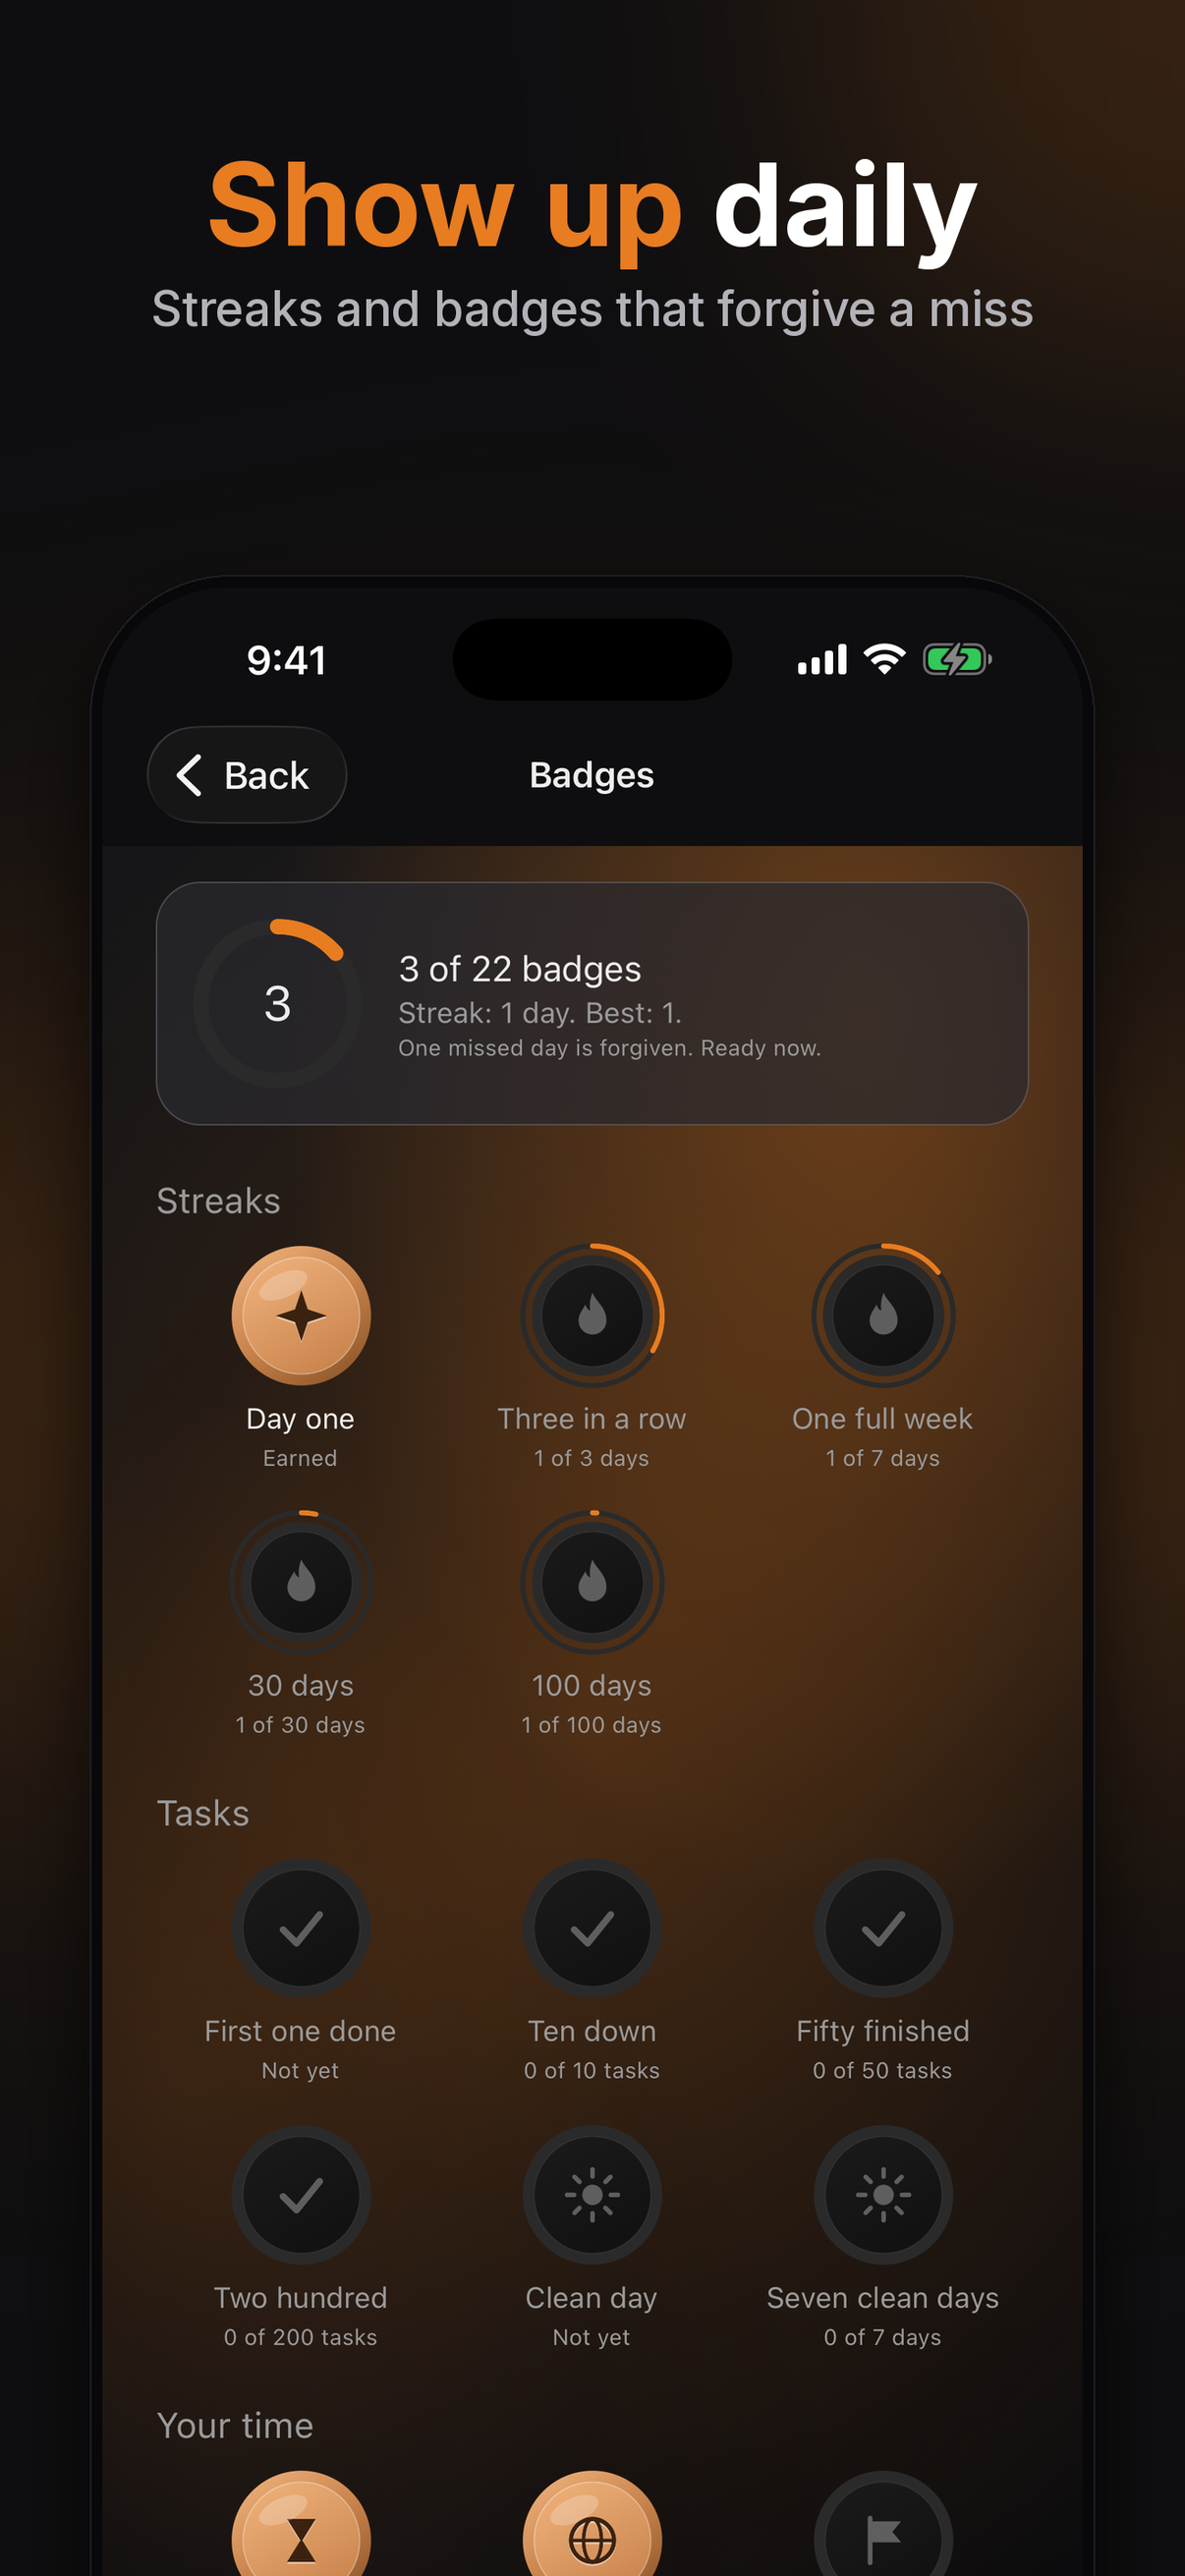 Show up daily
Streaks and badges that forgive a miss
9:41
Back
Badges
3
3 of 22 badges
Streak: 1 day. Best: 1.
One missed day is forgiven. Ready now.
Streaks
Day one
Earned
Three in a row
1 of 3 days
One full week
1 of 7 days
30 days
1 of 30 days
100 days
1 of 100 days
Tasks
First one done
Not yet
Ten down
0 of 10 tasks
Fifty finished
0 of 50 tasks
Two hundred
0 of 200 tasks
Clean day
Not yet
Seven clean days
0 of 7 days
Your time